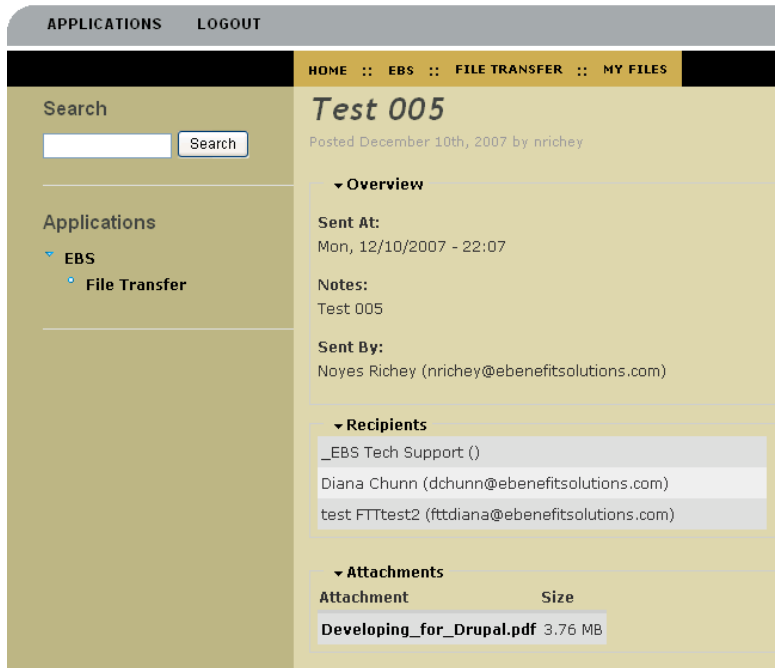 APPLICATIONS LOGOUT
HOME :: EBS :: FILE TRANSFER :: MY FILES
Search
Search
Applications
EBS
File Transfer
Test 005
Posted December 10th, 2007 by nrichey
Overview
Sent At:
Mon, 12/10/2007 - 22:07
Notes:
Test 005
Sent By:
Noyes Richey (nrichey@ebenefitsolutions.com)
Recipients
_EBS Tech Support ()
Diana Chunn (dchunn@ebenefitsolutions.com)
test FTTtest2 (fttdiana@ebenefitsolutions.com)
Attachments
Attachment Size
Developing_for_Drupal.pdf 3.76 MB